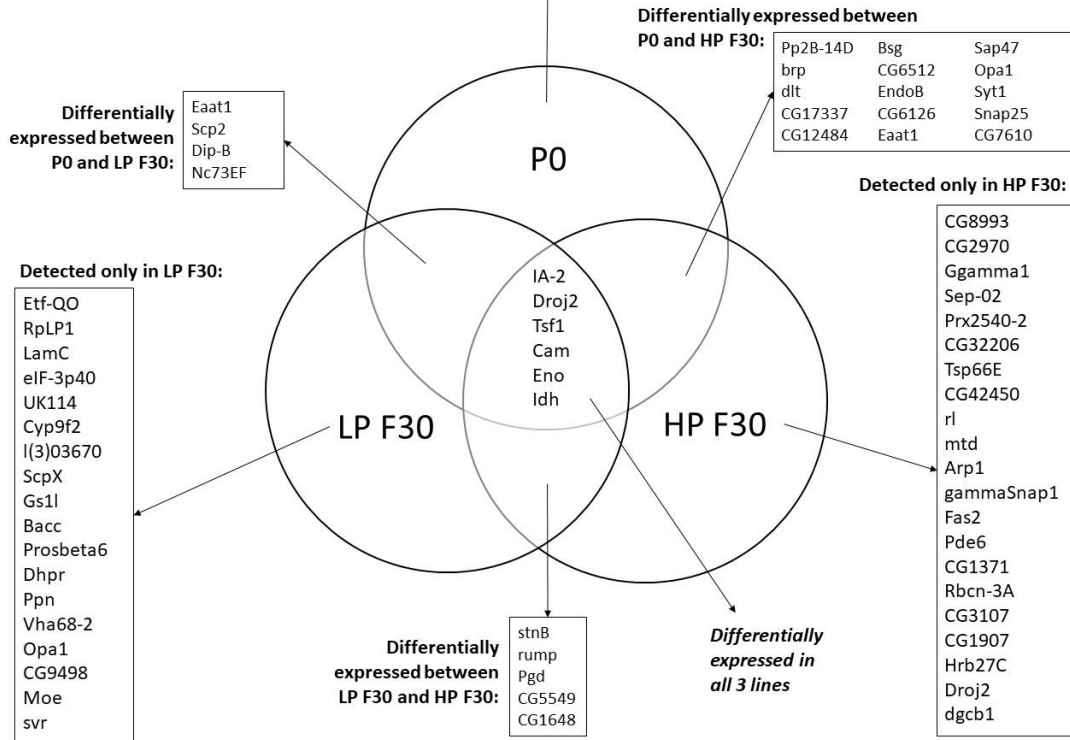 Differentially expressed between
P0 and HP F30:
Pp2B-14D Bsg Sap47
brp CG6512 Opa1
dlt EndoB Syt1
CG17337 CG6126 Snap25
CG12484 Eaat1 CG7610
Differentially
expressed between
P0 and LP F30:
Eaat1
Scp2
Dip-B
Nc73EF
P0
Detected only in HP F30:
CG8993
CG2970
Ggamma1
Sep-02
Prx2540-2
CG32206
Tsp66E
CG42450
rl
mtd
Arp1
gammaSnap1
Fas2
Pde6
CG1371
Rbcn-3A
CG3107
CG1907
Hrb27C
Droj2
dgcb1
Detected only in LP F30:
Etf-QO
RpLP1
LamC
eIF-3p40
UK114
Cyp9f2
l(3)03670
ScpX
Gs1l
Bacc
Prosbeta6
Dhpr
Ppn
Vha68-2
Opa1
CG9498
Moe
svr
IA-2
Droj2
Tsf1
Cam
Eno
Idh
LP F30
HP F30
Differentially
expressed between
LP F30 and HP F30:
stnB
rump
Pgd
CG5549
CG1648
Differentially
expressed in
all 3 lines